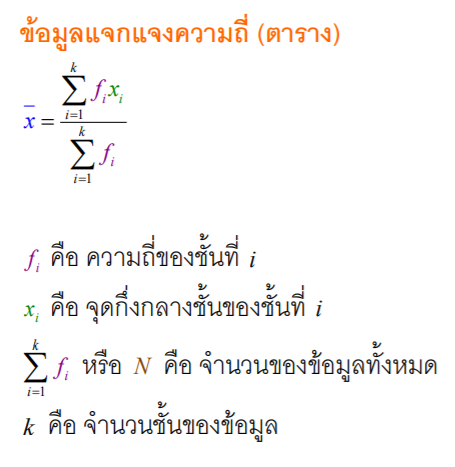 ข้อมูลแจกแจงความถี่ (ตาราง)
$\overline{x} = \frac{\sum_{i=1}^{k} f_i x_i}{\sum_{i=1}^{k} f_i}$
$f_i$ คือ ความถี่ของชั้นที่ $i$
$x_i$ คือ จุดกึ่งกลางชั้นของชั้นที่ $i$
$\sum_{i=1}^{k} f_i$ หรือ $N$ คือ จำนวนของข้อมูลทั้งหมด
$k$ คือ จำนวนชั้นของข้อมูล